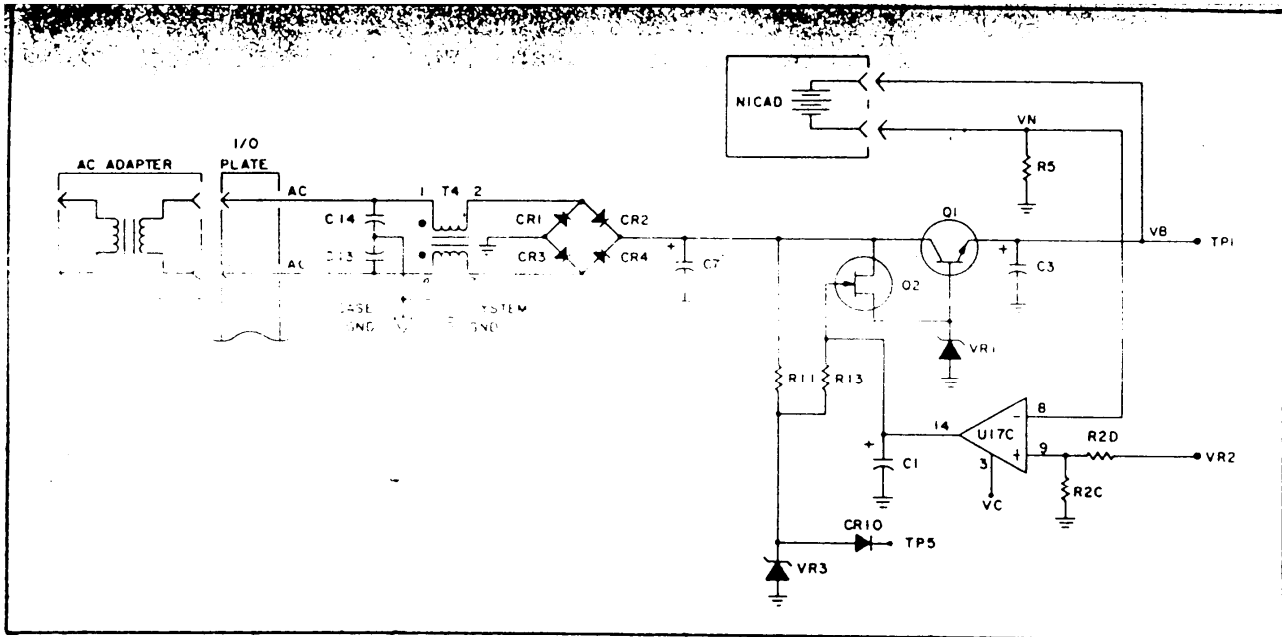 NICAD
VN
I/O
PLATE
AC ADAPTER
R5
AC
1 T4 2
Q1
C14
CR1
CR2
VB
TP1
AC
CR3
CR4
C7
Q2
C3
GND
GND
VR1
R11
R13
8
14
U17C
R2D
9
C1
3
VR2
R2C
VC
CR10
TP5
VR3